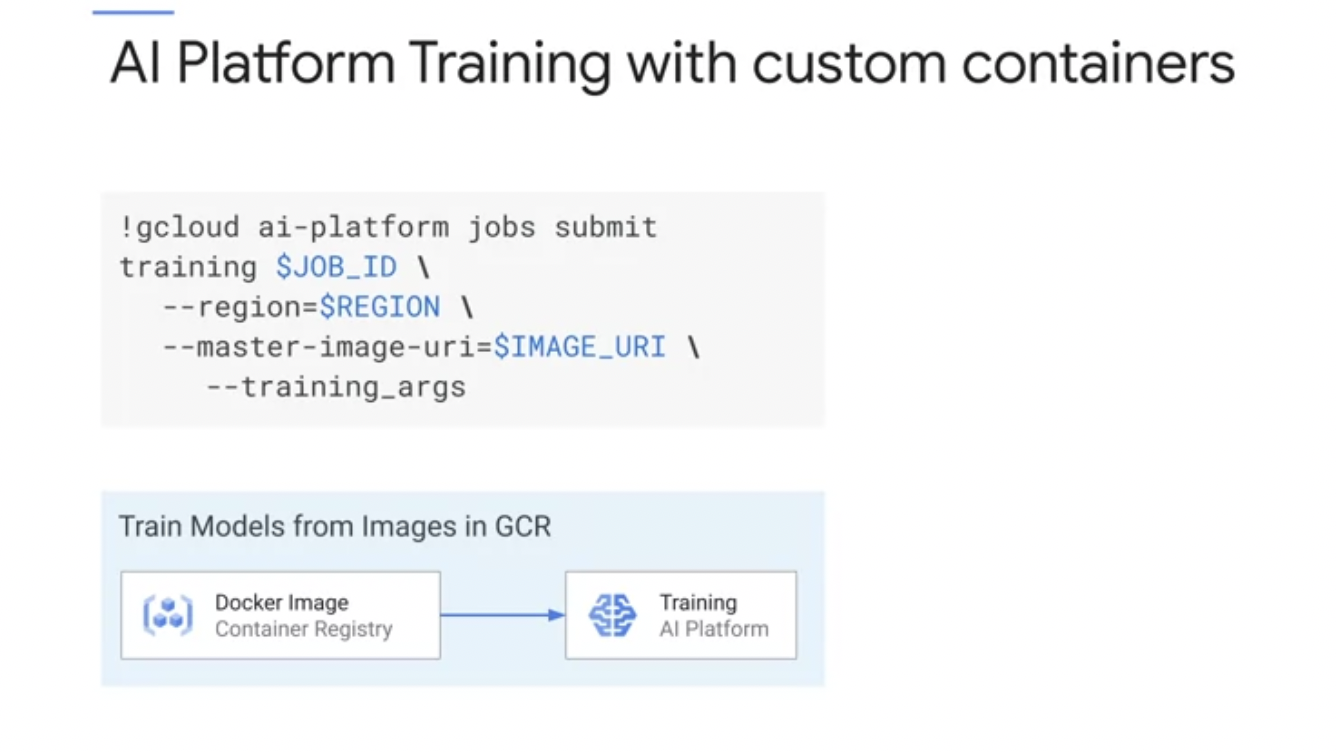 AI Platform Training with custom containers
!gcloud ai-platform jobs submit
training $JOB_ID \
--region=$REGION \
--master-image-uri=$IMAGE_URI \
--training_args
Train Models from Images in GCR
Docker Image
Container Registry
Training
AI Platform